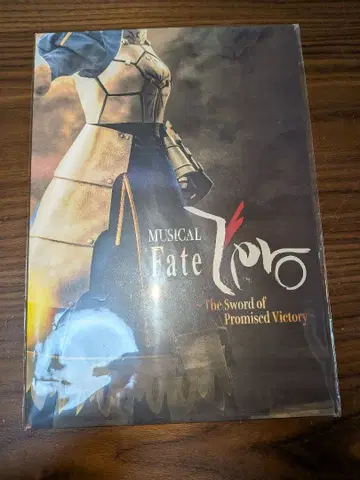 MUSICAL
Fate Zero
~The Sword of
Promised Victory~